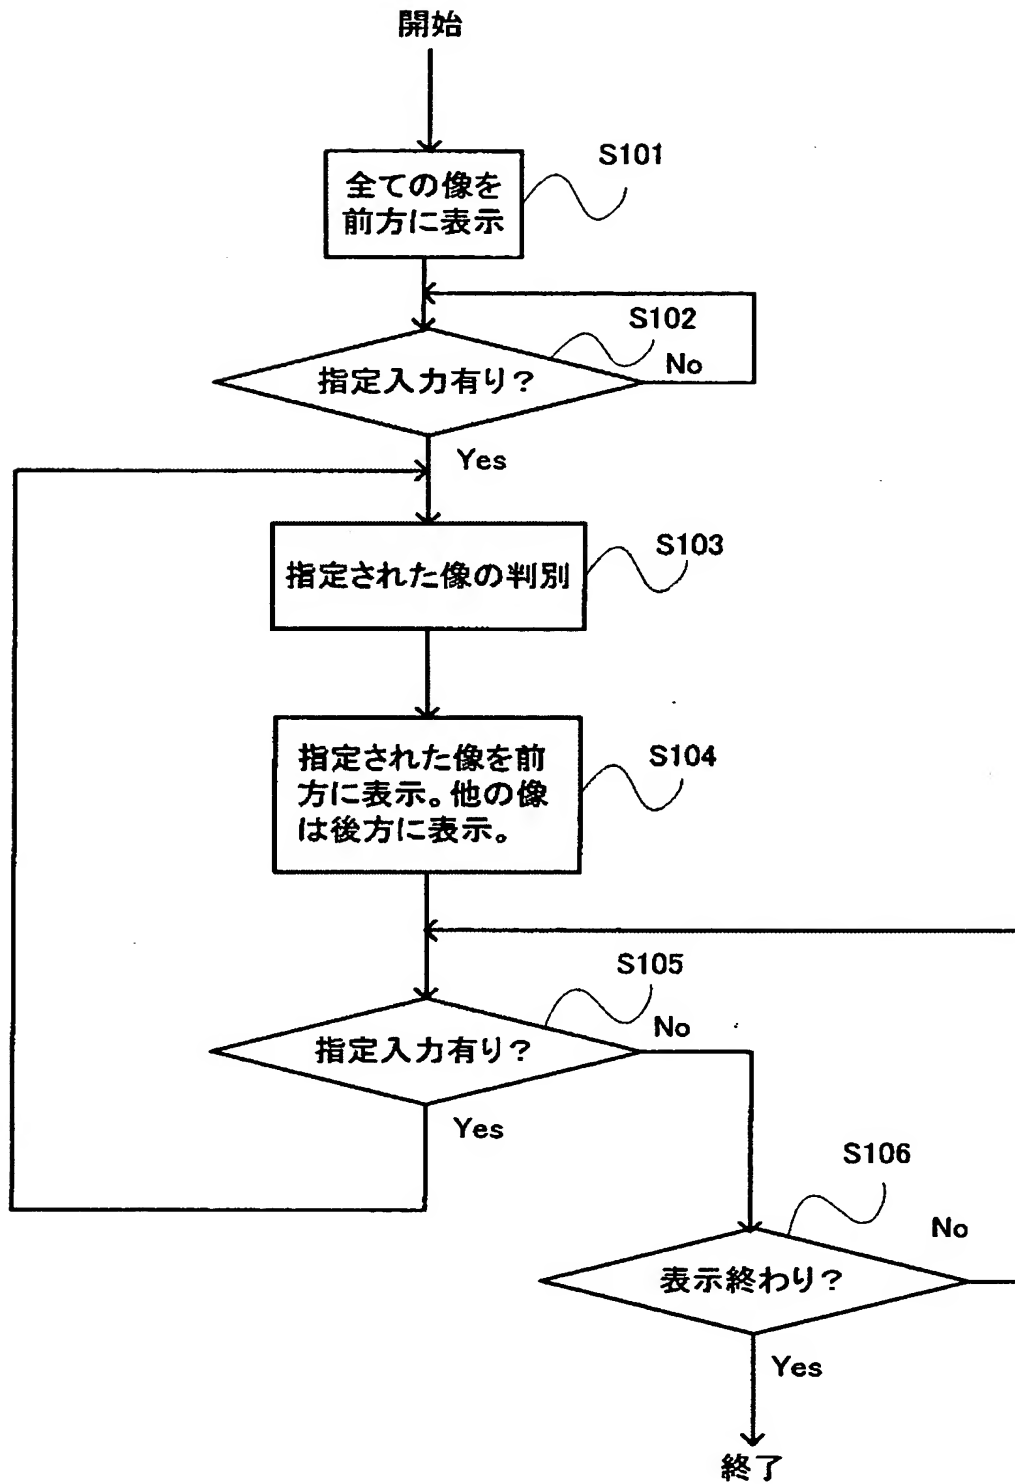 開始
S101
全ての像を
前方に表示
S102
No
指定入力有り?
Yes
S103
指定された像の判別
S104
指定された像を前
方に表示。他の像
は後方に表示。
S105
No
指定入力有り?
Yes
S106
No
表示終わり?
Yes
終了